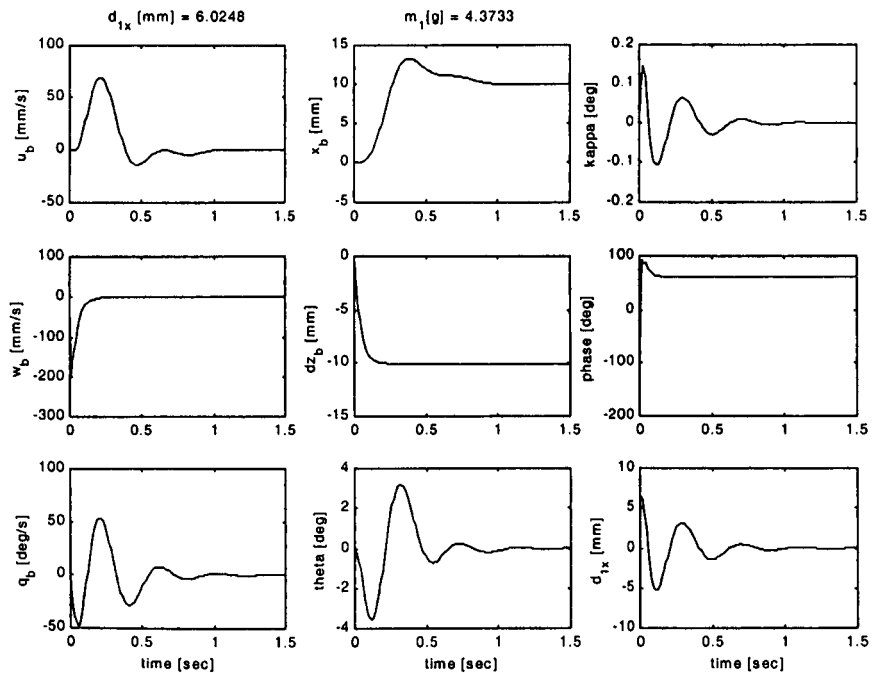 d1x [mm] = 6.0248
m1[g] = 4.3733
100
50
0
-50
0 0.5 1 1.5
u_b [mm/s]
15
10
5
0
-5
0 0.5 1 1.5
x_b [mm]
0.2
0.1
0
-0.1
-0.2
0 0.5 1 1.5
kappa [deg]
100
0
-100
-200
-300
0 0.5 1 1.5
w_b [mm/s]
0
-5
-10
-15
0 0.5 1 1.5
dz_b [mm]
100
0
-100
-200
0 0.5 1 1.5
phase [deg]
100
50
0
-50
0 0.5 1 1.5
q_b [deg/s]
time [sec]
4
2
0
-2
-4
0 0.5 1 1.5
theta [deg]
time [sec]
10
5
0
-5
-10
0 0.5 1 1.5
d1x [mm]
time [sec]